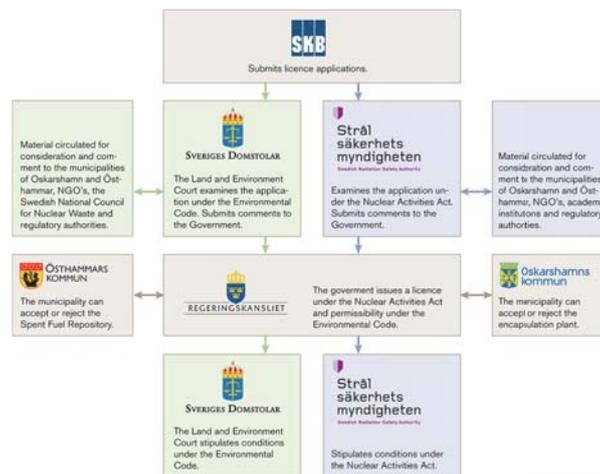 SKB
Submits licence applications.
Material circulated for
consideration and com-
ment to the municipalities
of Oskarshamn and Öst-
hammar, NGO's, the
Swedish National Council
for Nuclear Waste and
regulatory authorities.
SVERIGES DOMSTOLAR
The Land and Environment
Court examines the applica-
tion under the Environmental
Code. Submits comments to
the Government.
Strål
säkerhets
myndigheten
Swedish Radiation Safety Authority
Examines the application un-
der the Nuclear Activities Act.
Submits comments to the
Government.
Material circulated for
consideration and com-
ment to the municipalities
of Oskarshamn and Öst-
hammar, NGO's, academ
institutons and regulatory
authorities.
ÖSTHAMMARS
KOMMUN
The municipality can
accept or reject the
Spent Fuel Repository.
REGERINGSKANSLIET
The goverment issues a licence
under the Nuclear Activities Act
and permissibility under the
Environmental Code.
Oskarshamns
kommun
The municipality can
accept or reject the
encapulation plant.
SVERIGES DOMSTOLAR
The Land and Environment
Court stipulates conditions
under the Environmental
Code.
Strål
säkerhets
myndigheten
Swedish Radiation Safety Authority
Stipulates conditions under
the Nuclear Activities Act.